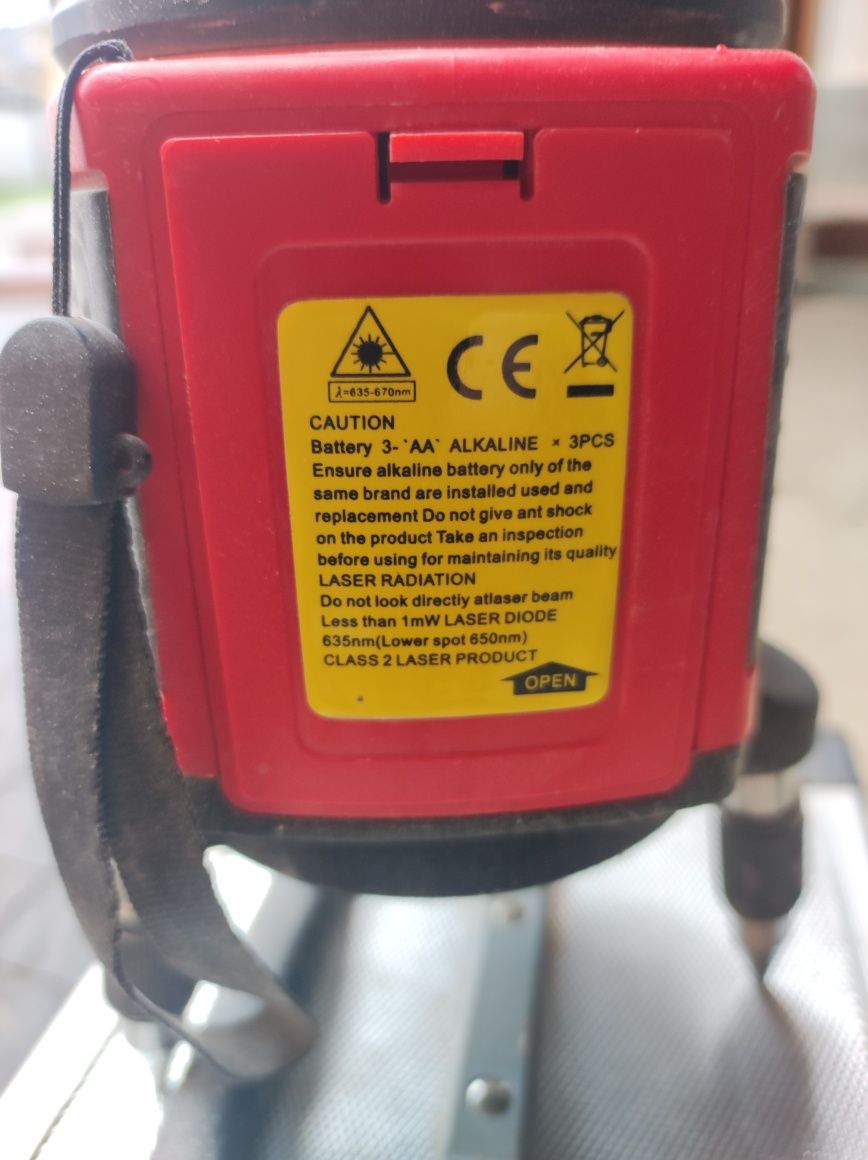 λ=635-670nm
CE
CAUTION
Battery 3-`AA` ALKALINE × 3PCS
Ensure alkaline battery only of the
same brand are installed used and
replacement Do not give ant shock
on the product Take an inspection
before using for maintaining its quality
LASER RADIATION
Do not look directiy atlaser beam
Less than 1mW LASER DIODE
635nm(Lower spot 650nm)
CLASS 2 LASER PRODUCT
OPEN